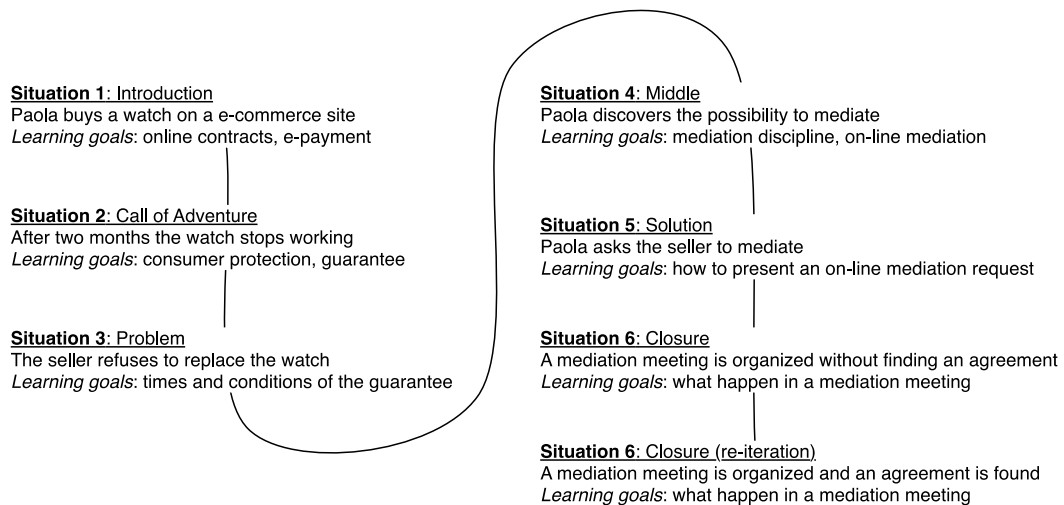 Situation 1: Introduction
Paola buys a watch on a e-commerce site
Learning goals: online contracts, e-payment
Situation 2: Call of Adventure
After two months the watch stops working
Learning goals: consumer protection, guarantee
Situation 3: Problem
The seller refuses to replace the watch
Learning goals: times and conditions of the guarantee
Situation 4: Middle
Paola discovers the possibility to mediate
Learning goals: mediation discipline, on-line mediation
Situation 5: Solution
Paola asks the seller to mediate
Learning goals: how to present an on-line mediation request
Situation 6: Closure
A mediation meeting is organized without finding an agreement
Learning goals: what happen in a mediation meeting
Situation 6: Closure (re-iteration)
A mediation meeting is organized and an agreement is found
Learning goals: what happen in a mediation meeting